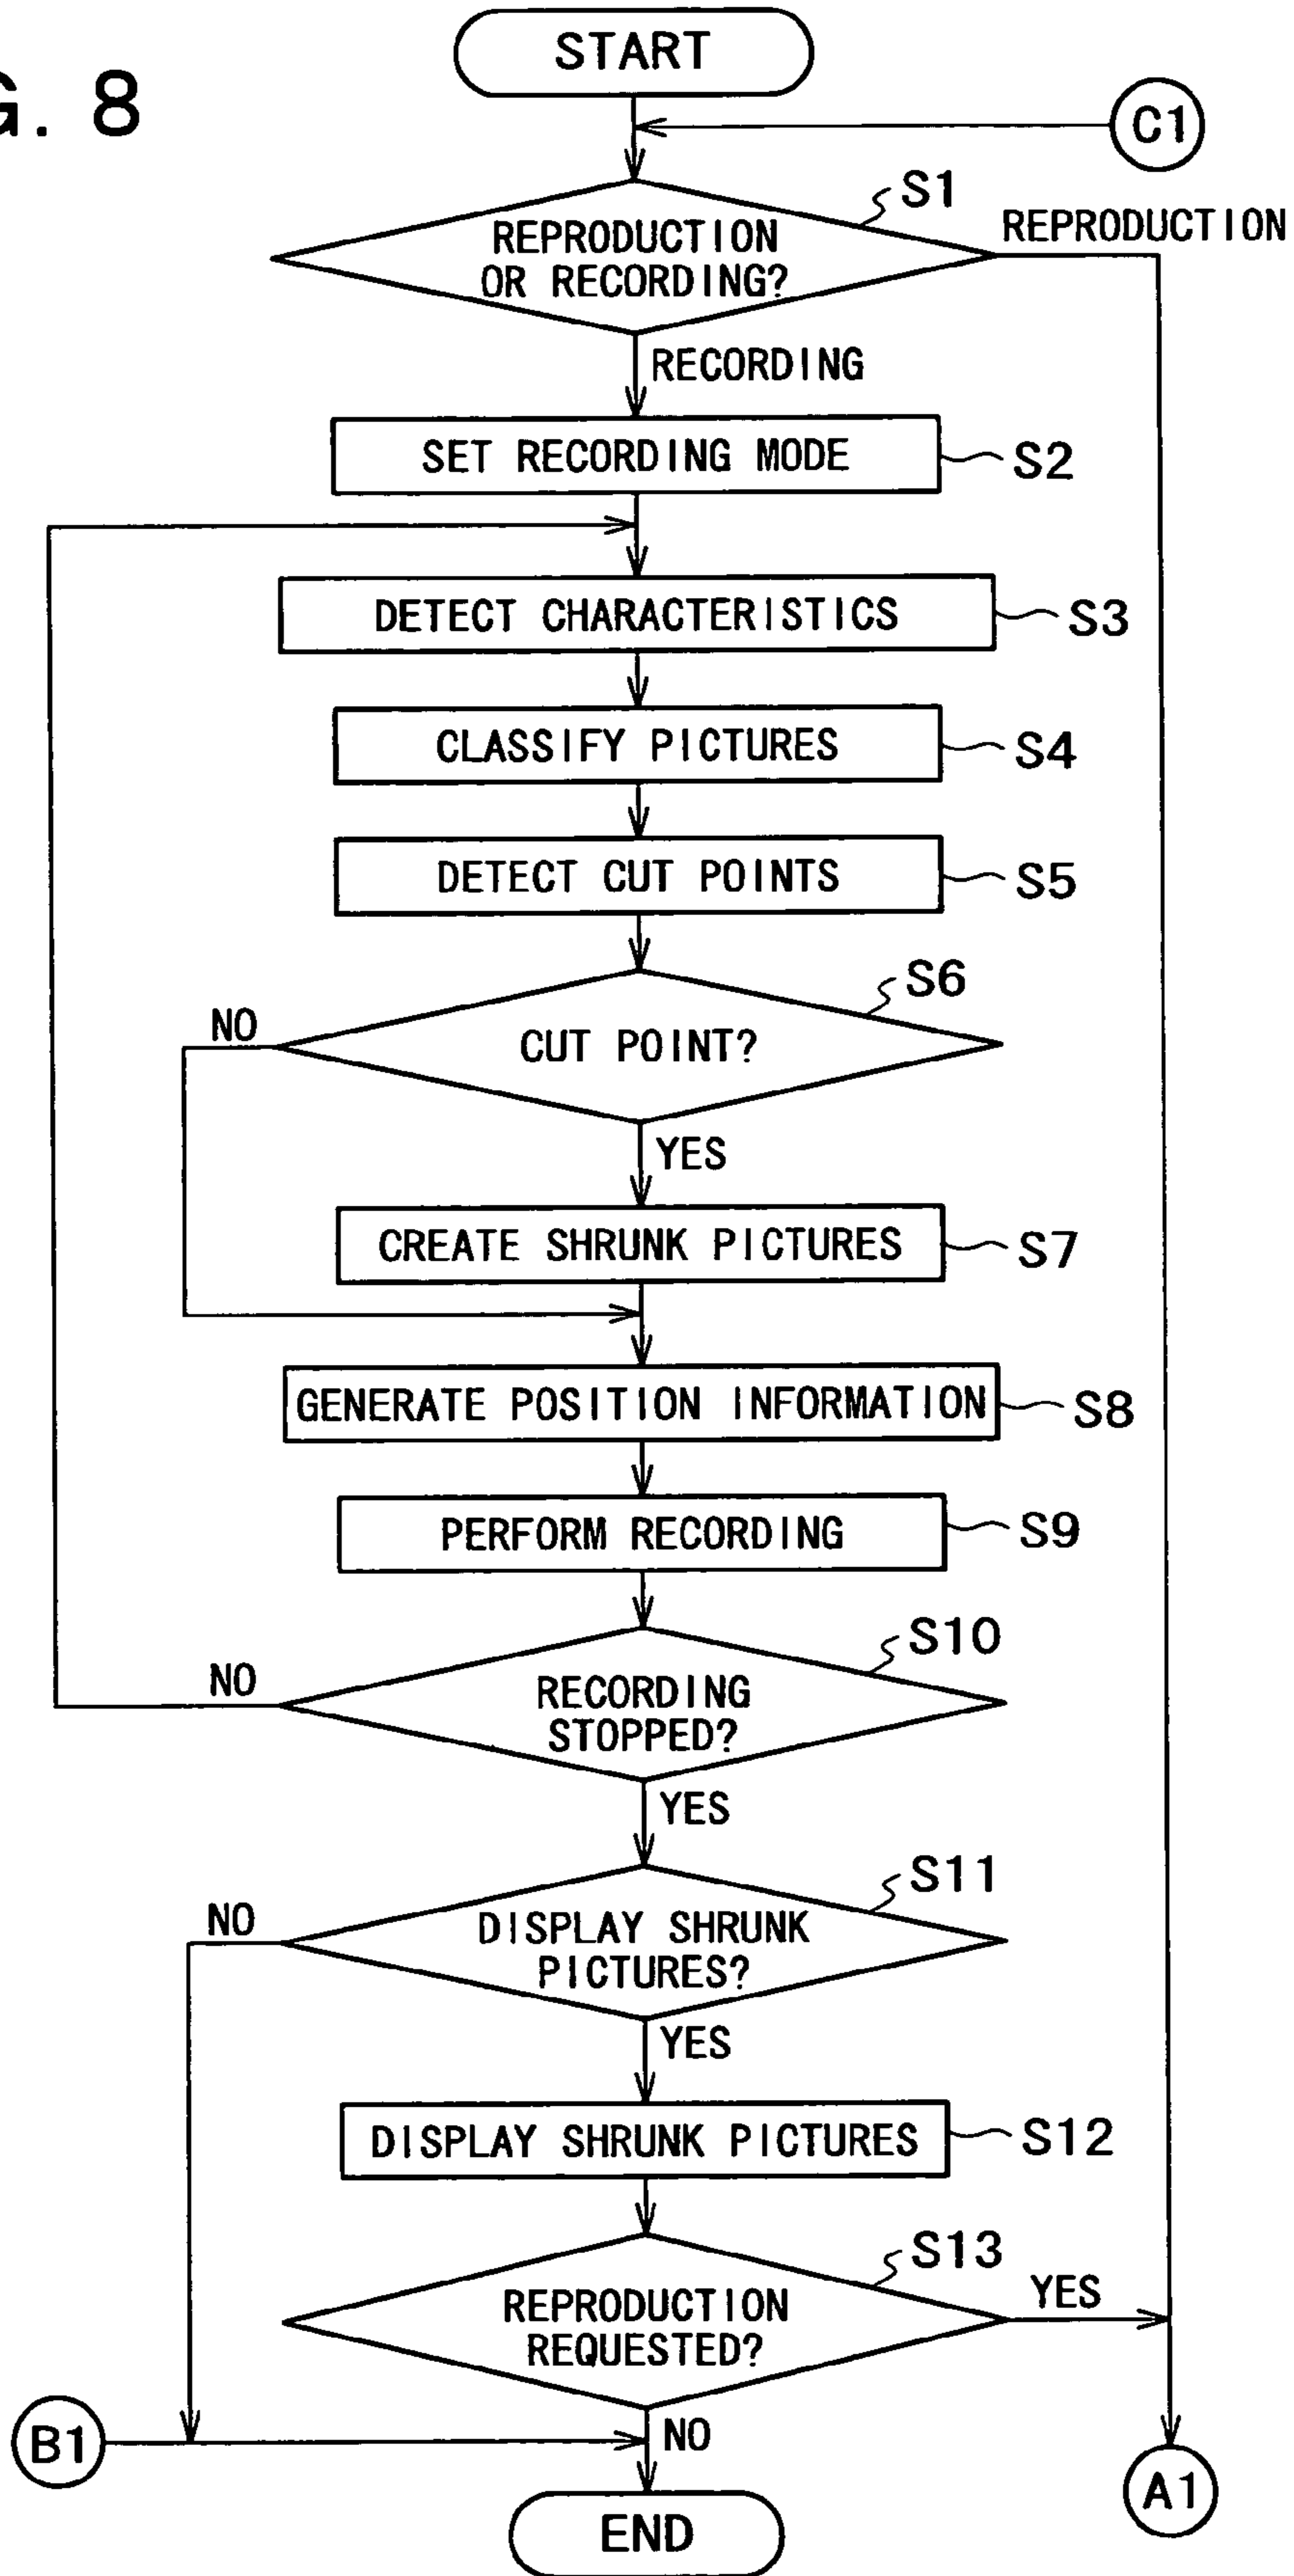 G. 8
START
C1
S1
REPRODUCTION
REPRODUCTION
OR RECORDING?
RECORDING
SET RECORDING MODE
S2
DETECT CHARACTERISTICS
S3
CLASSIFY PICTURES
S4
DETECT CUT POINTS
S5
S6
NO
CUT POINT?
YES
CREATE SHRUNK PICTURES
S7
GENERATE POSITION INFORMATION
S8
PERFORM RECORDING
S9
S10
NO
RECORDING
STOPPED?
YES
S11
NO
DISPLAY SHRUNK
PICTURES?
YES
DISPLAY SHRUNK PICTURES
S12
S13
YES
REPRODUCTION
REQUESTED?
B1
NO
A1
END